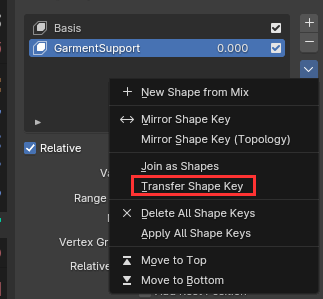 Basis
GarmentSupport 0.000
New Shape from Mix
Mirror Shape Key
Mirror Shape Key (Topology)
Join as Shapes
Transfer Shape Key
Delete All Shape Keys
Apply All Shape Keys
Move to Top
Move to Bottom
Relative
Va
Range
Vertex Gr
Relative